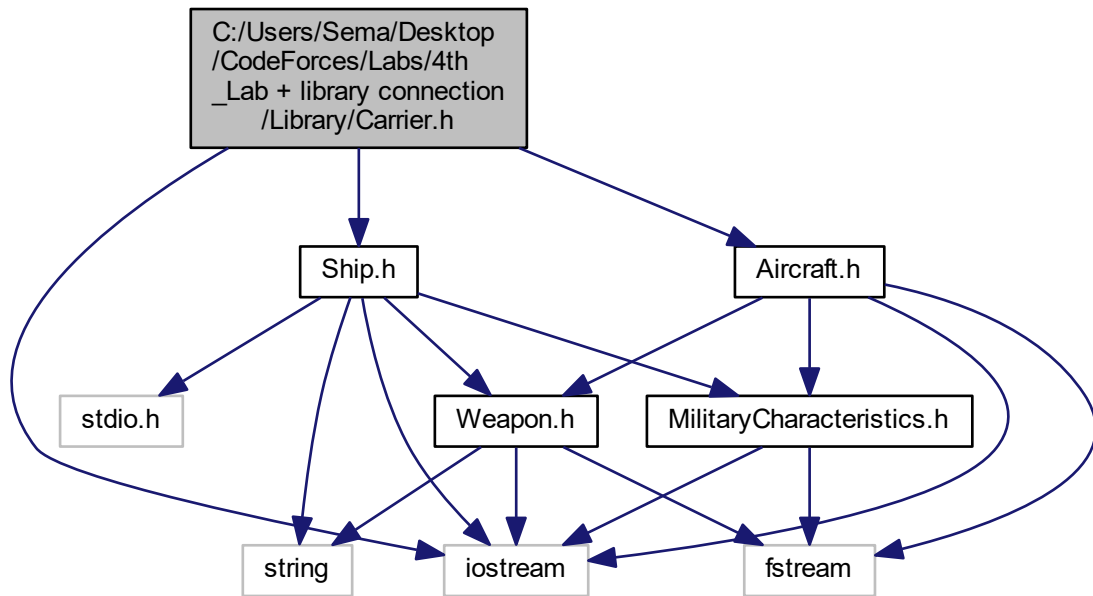 C:/Users/Sema/Desktop
/CodeForces/Labs/4th
_Lab + library connection
/Library/Carrier.h
Ship.h
Aircraft.h
stdio.h
Weapon.h
MilitaryCharacteristics.h
string
iostream
fstream